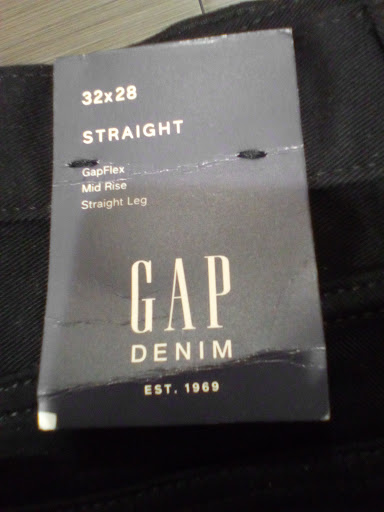 32x28
STRAIGHT
GapFlex
Mid Rise
Straight Leg
GAP
DENIM
EST. 1969